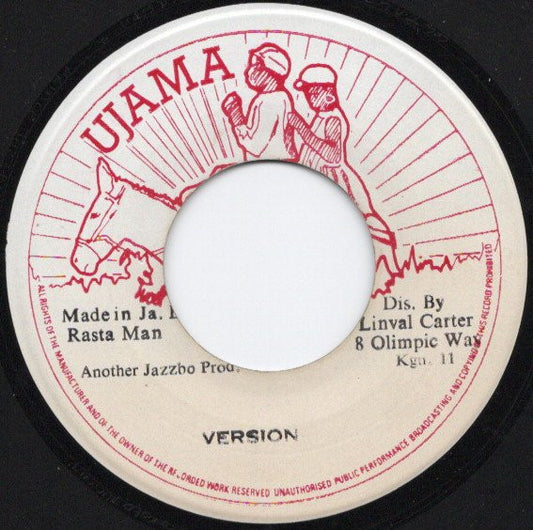 UJAMA
Made in Ja.
Rasta Man
Another Jazzbo Prod.
Dis. By
Linval Carter
8 Olimpic Way
Kgn. 11
VERSION
ALL RIGHTS OF THE MANUFACTURER AND OF THE OWNER OF THE RECORDED WORK RESERVED UNAUTHORISED PUBLIC PERFORMANCE BROADCASTING AND COPYING OF THIS RECORD PROHIBITED